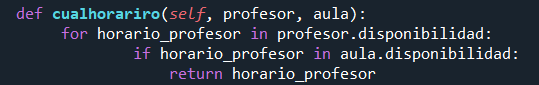 def cualhorariro(self, profesor, aula):
for horario_profesor in profesor.disponibilidad:
if horario_profesor in aula.disponibilidad:
return horario_profesor